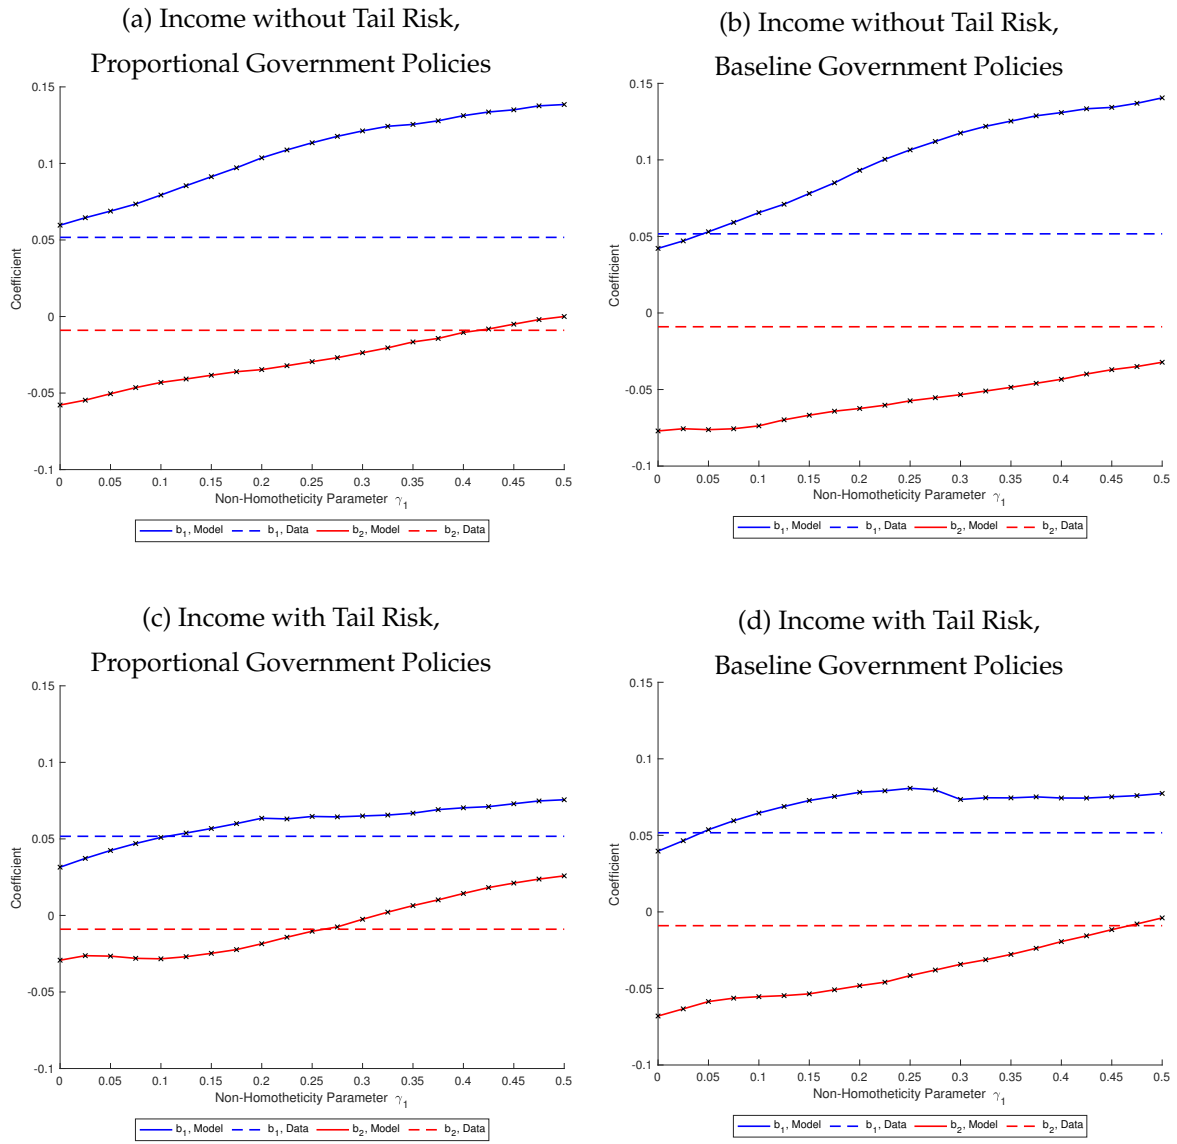 (a) Income without Tail Risk,
Proportional Government Policies
0.15
0.1
0.05
0
-0.05
-0.1
Coefficient
0 0.05 0.1 0.15 0.2 0.25 0.3 0.35 0.4 0.45 0.5
Non-Homotheticity Parameter γ1
b1, Model b1, Data b2, Model b2, Data
(b) Income without Tail Risk,
Baseline Government Policies
0.15
0.1
0.05
0
-0.05
-0.1
Coefficient
0 0.05 0.1 0.15 0.2 0.25 0.3 0.35 0.4 0.45 0.5
Non-Homotheticity Parameter γ1
b1, Model b1, Data b2, Model b2, Data
(c) Income with Tail Risk,
Proportional Government Policies
0.15
0.1
0.05
0
-0.05
-0.1
Coefficient
0 0.05 0.1 0.15 0.2 0.25 0.3 0.35 0.4 0.45 0.5
Non-Homotheticity Parameter γ1
b1, Model b1, Data b2, Model b2, Data
(d) Income with Tail Risk,
Baseline Government Policies
0.15
0.1
0.05
0
-0.05
-0.1
Coefficient
0 0.05 0.1 0.15 0.2 0.25 0.3 0.35 0.4 0.45 0.5
Non-Homotheticity Parameter γ1
b1, Model b1, Data b2, Model b2, Data